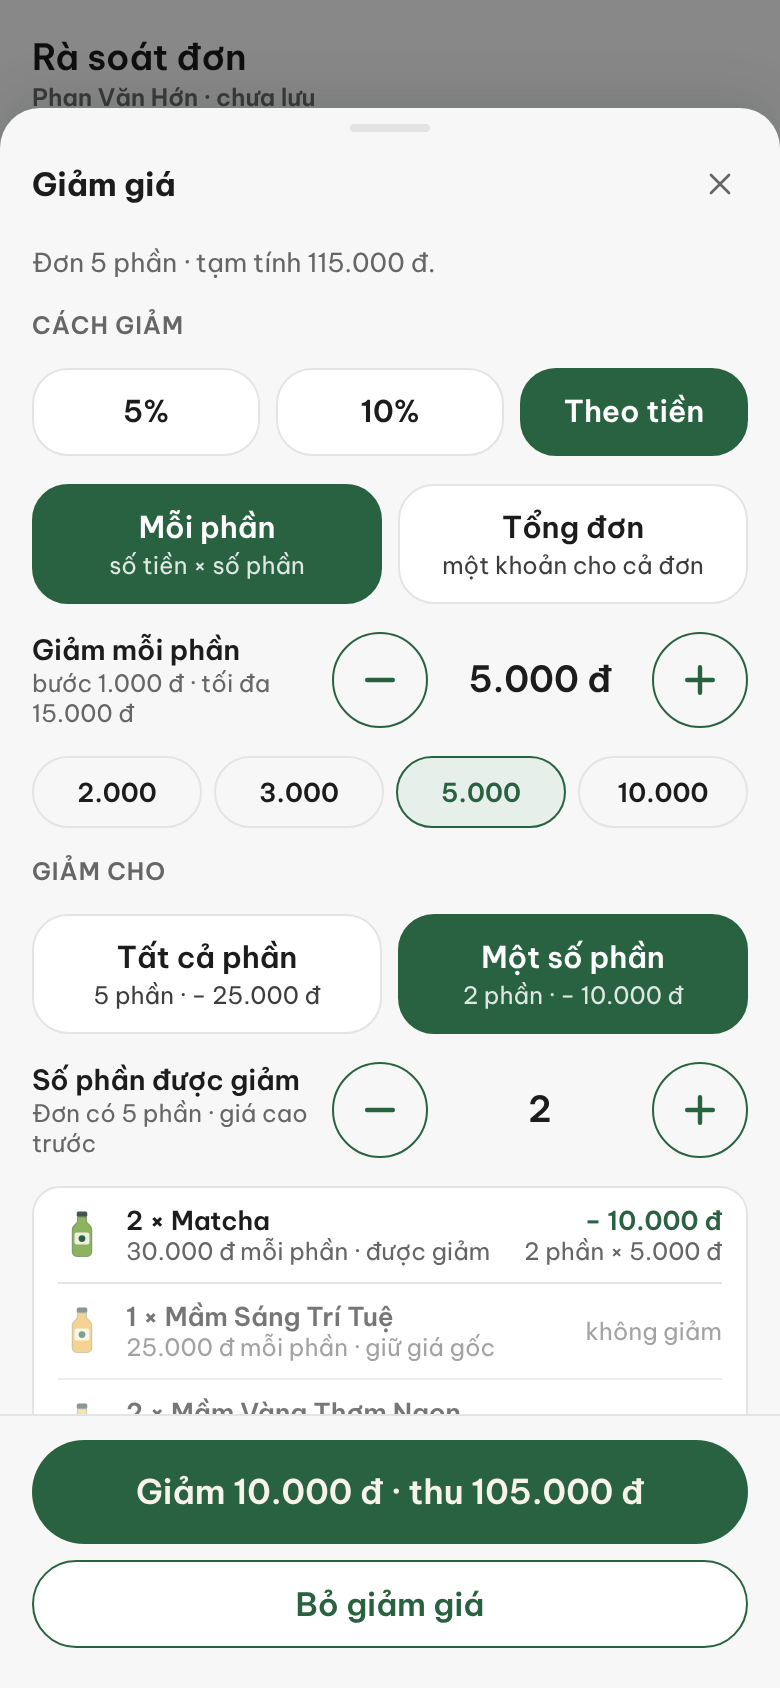 Rà soát đơn
Phan Văn Hớn · chưa lưu
Giảm giá
Đơn 5 phần · tạm tính 115.000 đ.
CÁCH GIẢM
5%
10%
Theo tiền
Mỗi phần
số tiền × số phần
Tổng đơn
một khoản cho cả đơn
Giảm mỗi phần
bước 1.000 đ · tối đa
15.000 đ
5.000 đ
2.000
3.000
5.000
10.000
GIẢM CHO
Tất cả phần
5 phần · – 25.000 đ
Một số phần
2 phần · – 10.000 đ
Số phần được giảm
Đơn có 5 phần · giá cao
trước
2
2 × Matcha
– 10.000 đ
30.000 đ mỗi phần · được giảm
2 phần × 5.000 đ
1 × Mầm Sáng Trí Tuệ
25.000 đ mỗi phần · giữ giá gốc
không giảm
2 × Mầm Vàng Thơm Ngon
Giảm 10.000 đ · thu 105.000 đ
Bỏ giảm giá